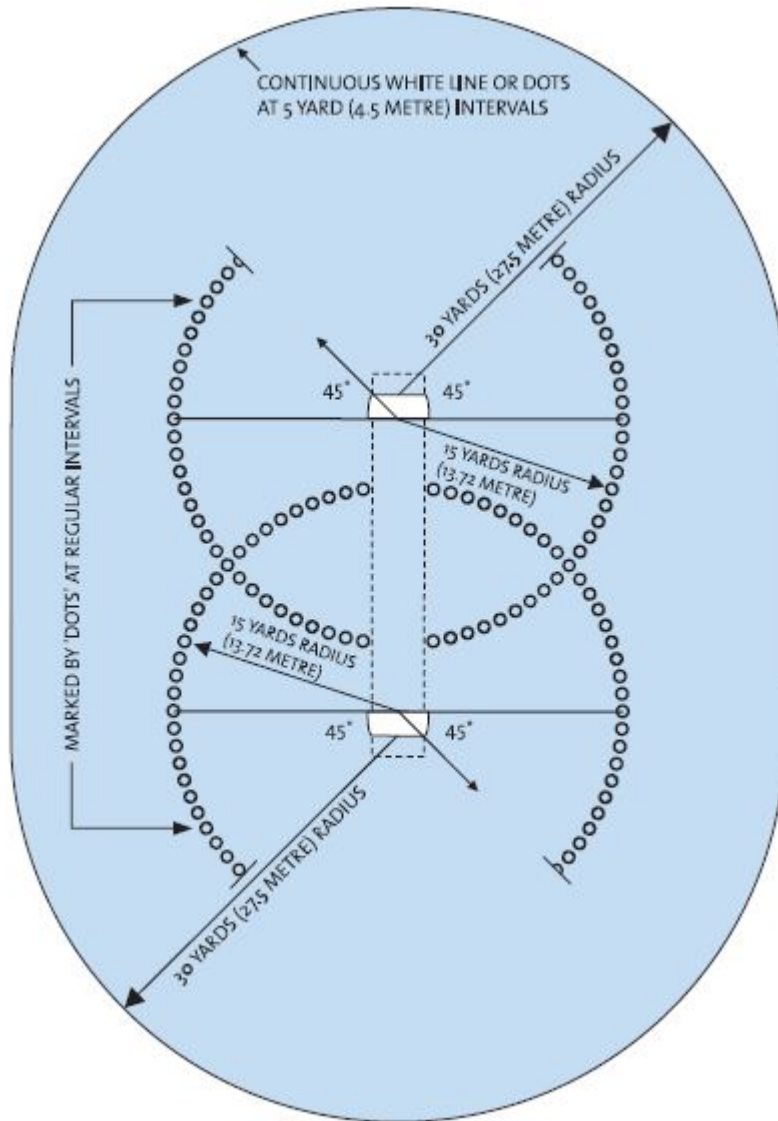 CONTINUOUS WHITE LINE OR DOTS
AT 5 YARD (4.5 METRE) INTERVALS
30 YARDS (27.5 METRE) RADIUS
45°
45°
15 YARDS RADIUS
(13.72 METRE)
MARKED BY 'DOTS' AT REGULAR INTERVALS
15 YARDS RADIUS
(13.72 METRE)
45°
45°
30 YARDS (27.5 METRE) RADIUS